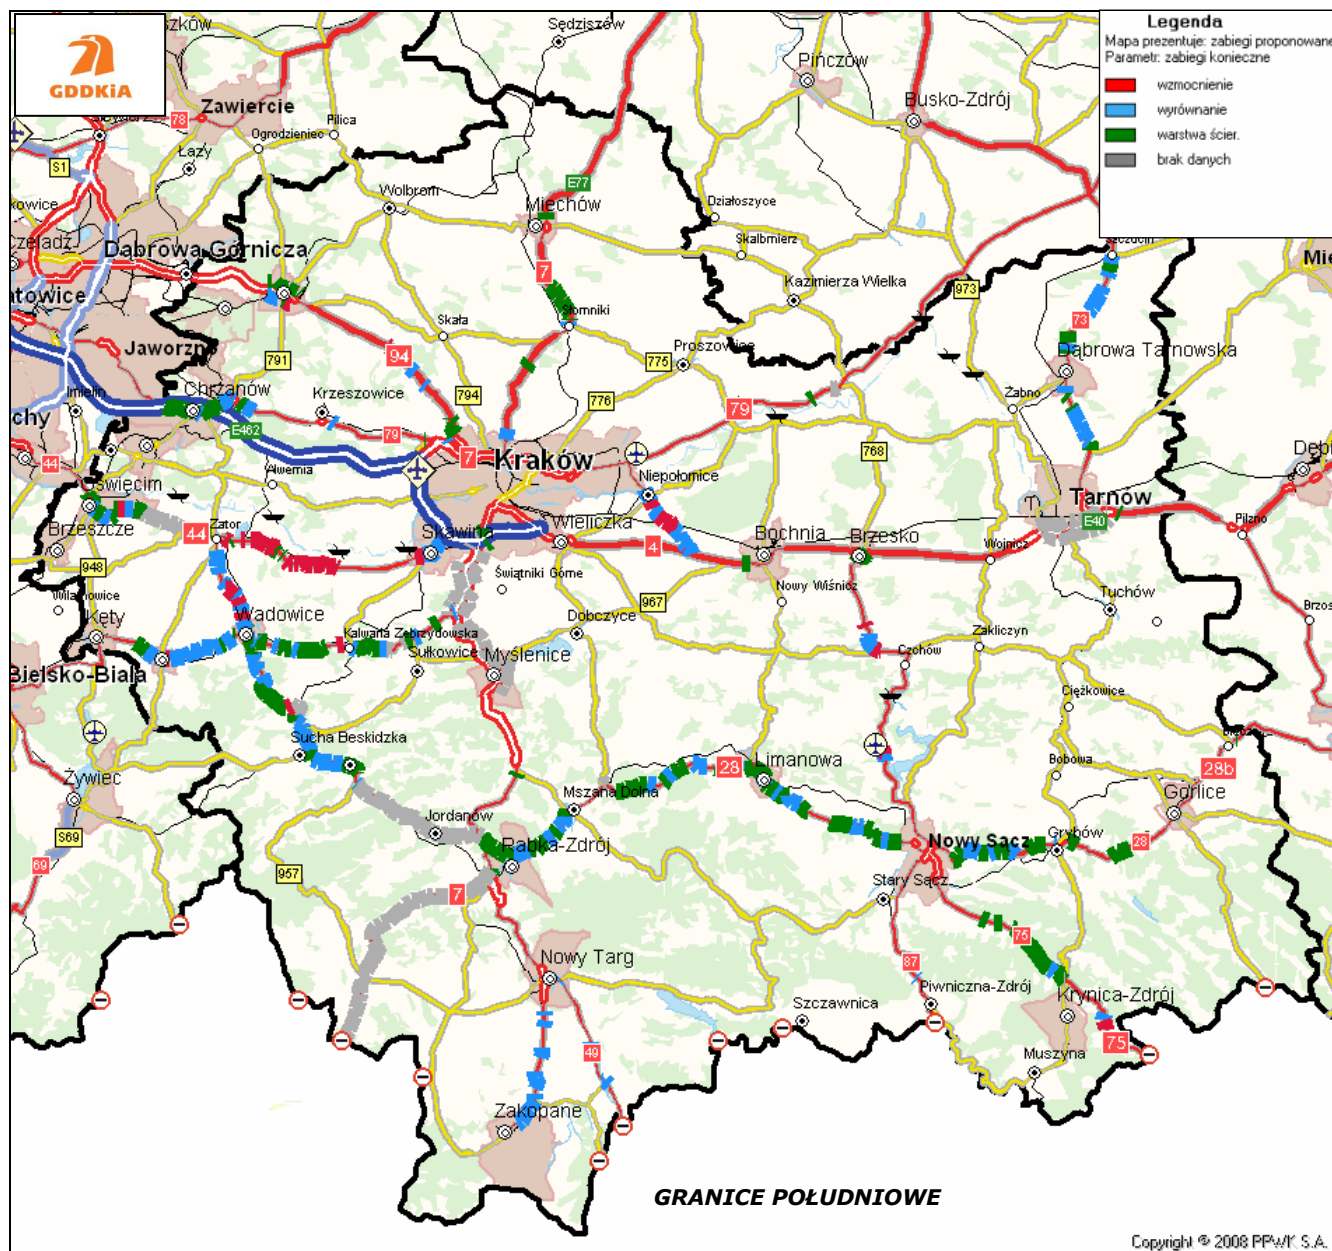 GDDKiA
Legenda
Mapa prezentuje: zabiegi proponowane
Parametr: zabiegi konieczne
wzmocnienie
wyrównanie
warstwa ścier.
brak danych
Sędziszów
Pińczów
Busko-Zdrój
Zawiercie
78
Ogrodzieniec
Pilica
Łazy
S1
E77
Wolbrom
Miechów
Działoszyce
Skalbmierz
Dąbrowa Górnicza
7
Kazimierza Wielka
973
73
Słomniki
Skała
Jaworzno
94
791
775
Proszowice
Dąbrowa Tarnowska
Imielin
Chrzanów
Krzeszowice
794
776
79
Żabno
E462
79
7
Kraków
768
44
Alwernia
Niepołomice
Oświęcim
Tarnów
E40
Pilzno
Brzeszcze
44
Zator
Skawina
Wieliczka
4
Bochnia
Brzesko
Wojnicz
948
Świątniki Górne
967
Nowy Wiśnicz
Tuchów
Kęty
Wadowice
Kalwaria Zebrzydowska
Dobczyce
Zakliczyn
Sułkowice
Myślenice
Czchów
Bielsko-Biała
Ciężkowice
Sucha Beskidzka
28
Limanowa
Bobowa
28b
Żywiec
Mszana Dolna
Gorlice
Jordanów
S69
Rabka-Zdrój
Nowy Sącz
Grybów
28
69
957
7
Stary Sącz
75
Nowy Targ
87
Piwniczna-Zdrój
Krynica-Zdrój
Szczawnica
49
75
Muszyna
Zakopane
GRANICE POŁUDNIOWE
Copyright © 2008 PPWK S.A.